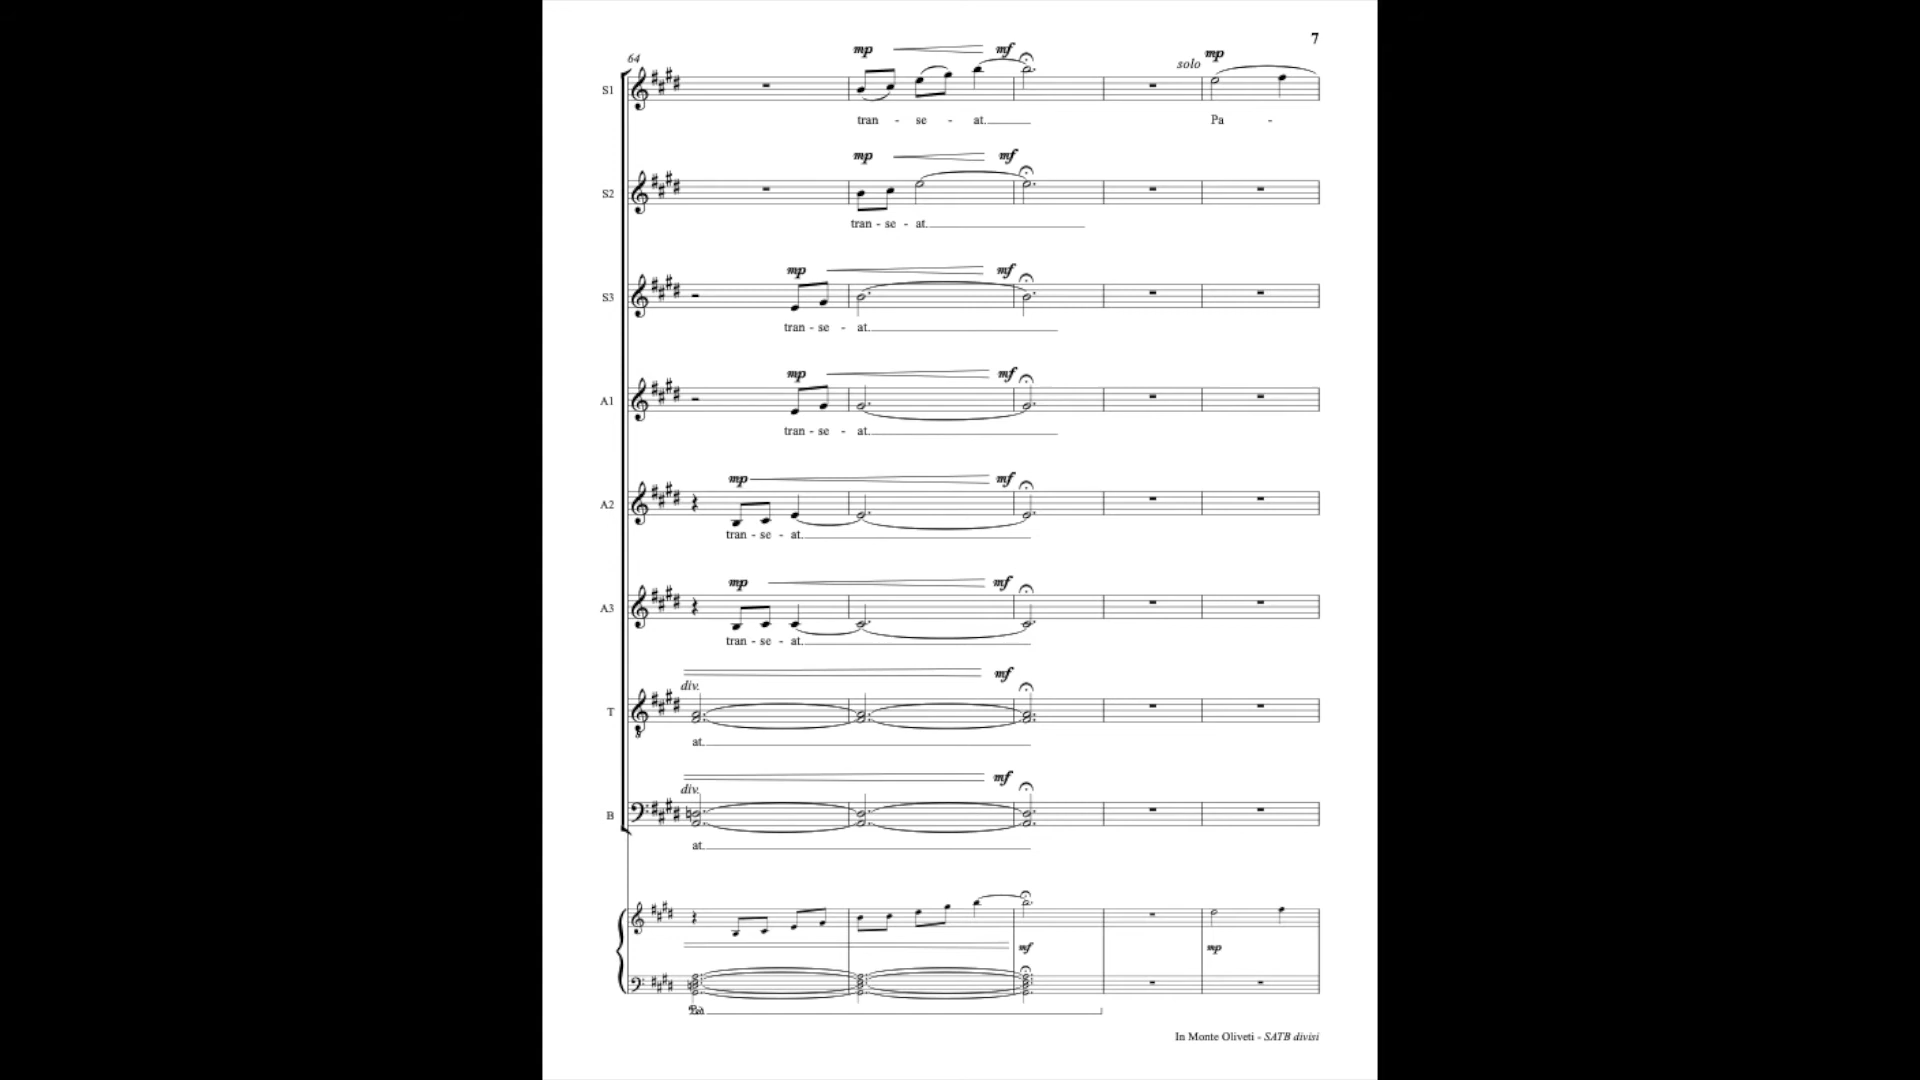 7
64
mp mf
solo mp
S1
tran - se - at.
Pa -
mp mf
S2
tran - se - at.
mp mf
S3
tran - se - at.
mp mf
A1
tran - se - at.
mp mf
A2
tran - se - at.
mp mf
A3
tran - se - at.
mf
div.
T
at.
mf
div.
B
at.
mf mp
Ped
In Monte Oliveti - SATB divisi